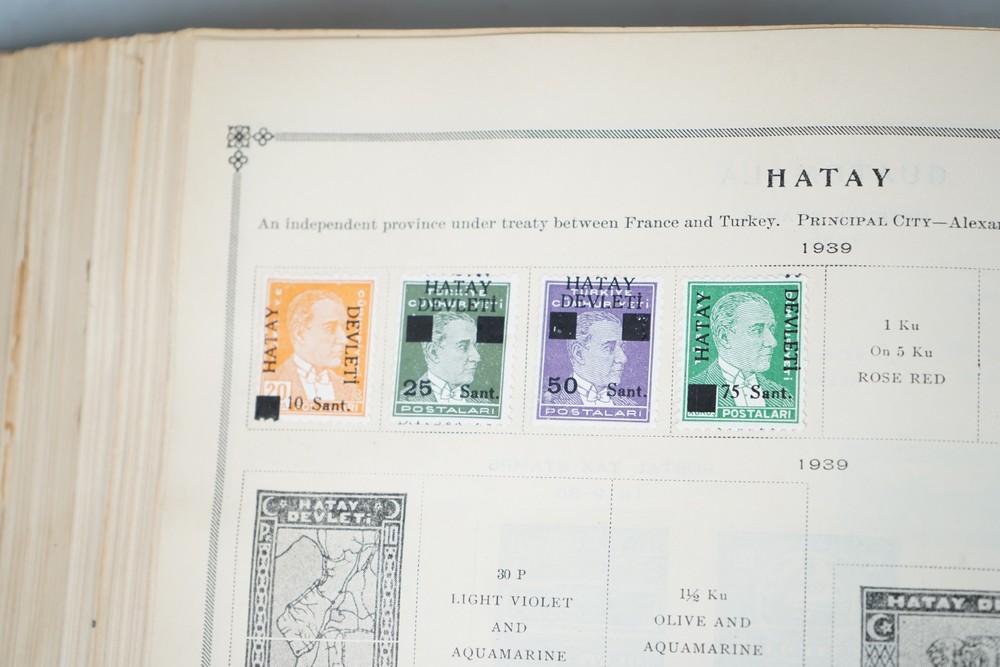 HATAY
An independent province under treaty between France and Turkey. PRINCIPAL CITY—Alexan
1939
HATAY
DEVLETİ
20
10 Sant.
HATAY
DEVLETİ
25 Sant.
POSTALARI
HATAY
DEVLETİ
50 Sant.
POSTALARI
HATAY
DEVLETİ
75 Sant.
POSTALARI
1 Ku
On 5 Ku
ROSE RED
1939
HATAY
DEVLETİ
10
30 P
LIGHT VIOLET
AND
AQUAMARINE
1½ Ku
OLIVE AND
AQUAMARINE
HATAY DE